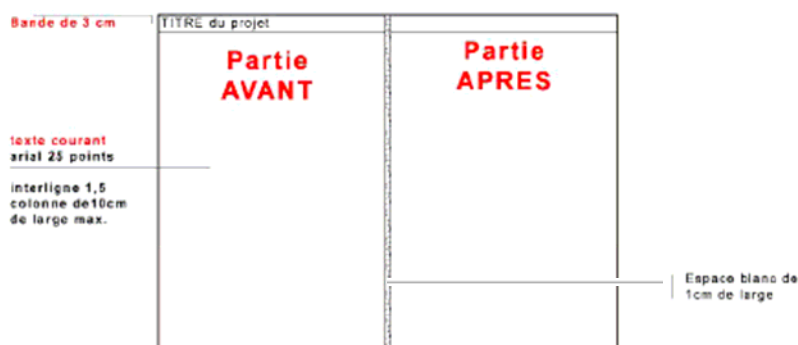 Bande de 3 cm
TITRE du projet
Partie
AVANT
Partie
APRES
texte courant
arial 25 points
interligne 1,5
colonne de10cm
de large max.
Espace blanc de
1cm de large